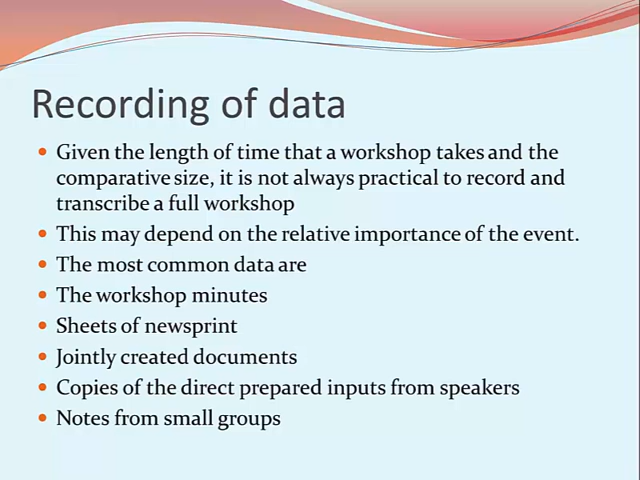 Recording of data
• Given the length of time that a workshop takes and the
comparative size, it is not always practical to record and
transcribe a full workshop
• This may depend on the relative importance of the event.
• The most common data are
• The workshop minutes
• Sheets of newsprint
• Jointly created documents
• Copies of the direct prepared inputs from speakers
• Notes from small groups